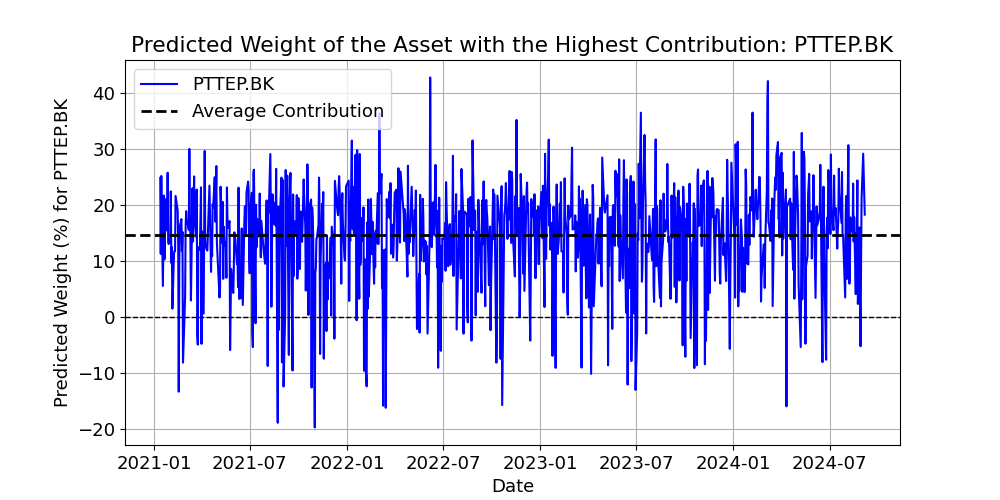 Predicted Weight of the Asset with the Highest Contribution: PTTEP.BK
PTTEP.BK
Average Contribution
Predicted Weight (%) for PTTEP.BK
40
30
20
10
0
−10
−20
2021-01 2021-07 2022-01 2022-07 2023-01 2023-07 2024-01 2024-07
Date